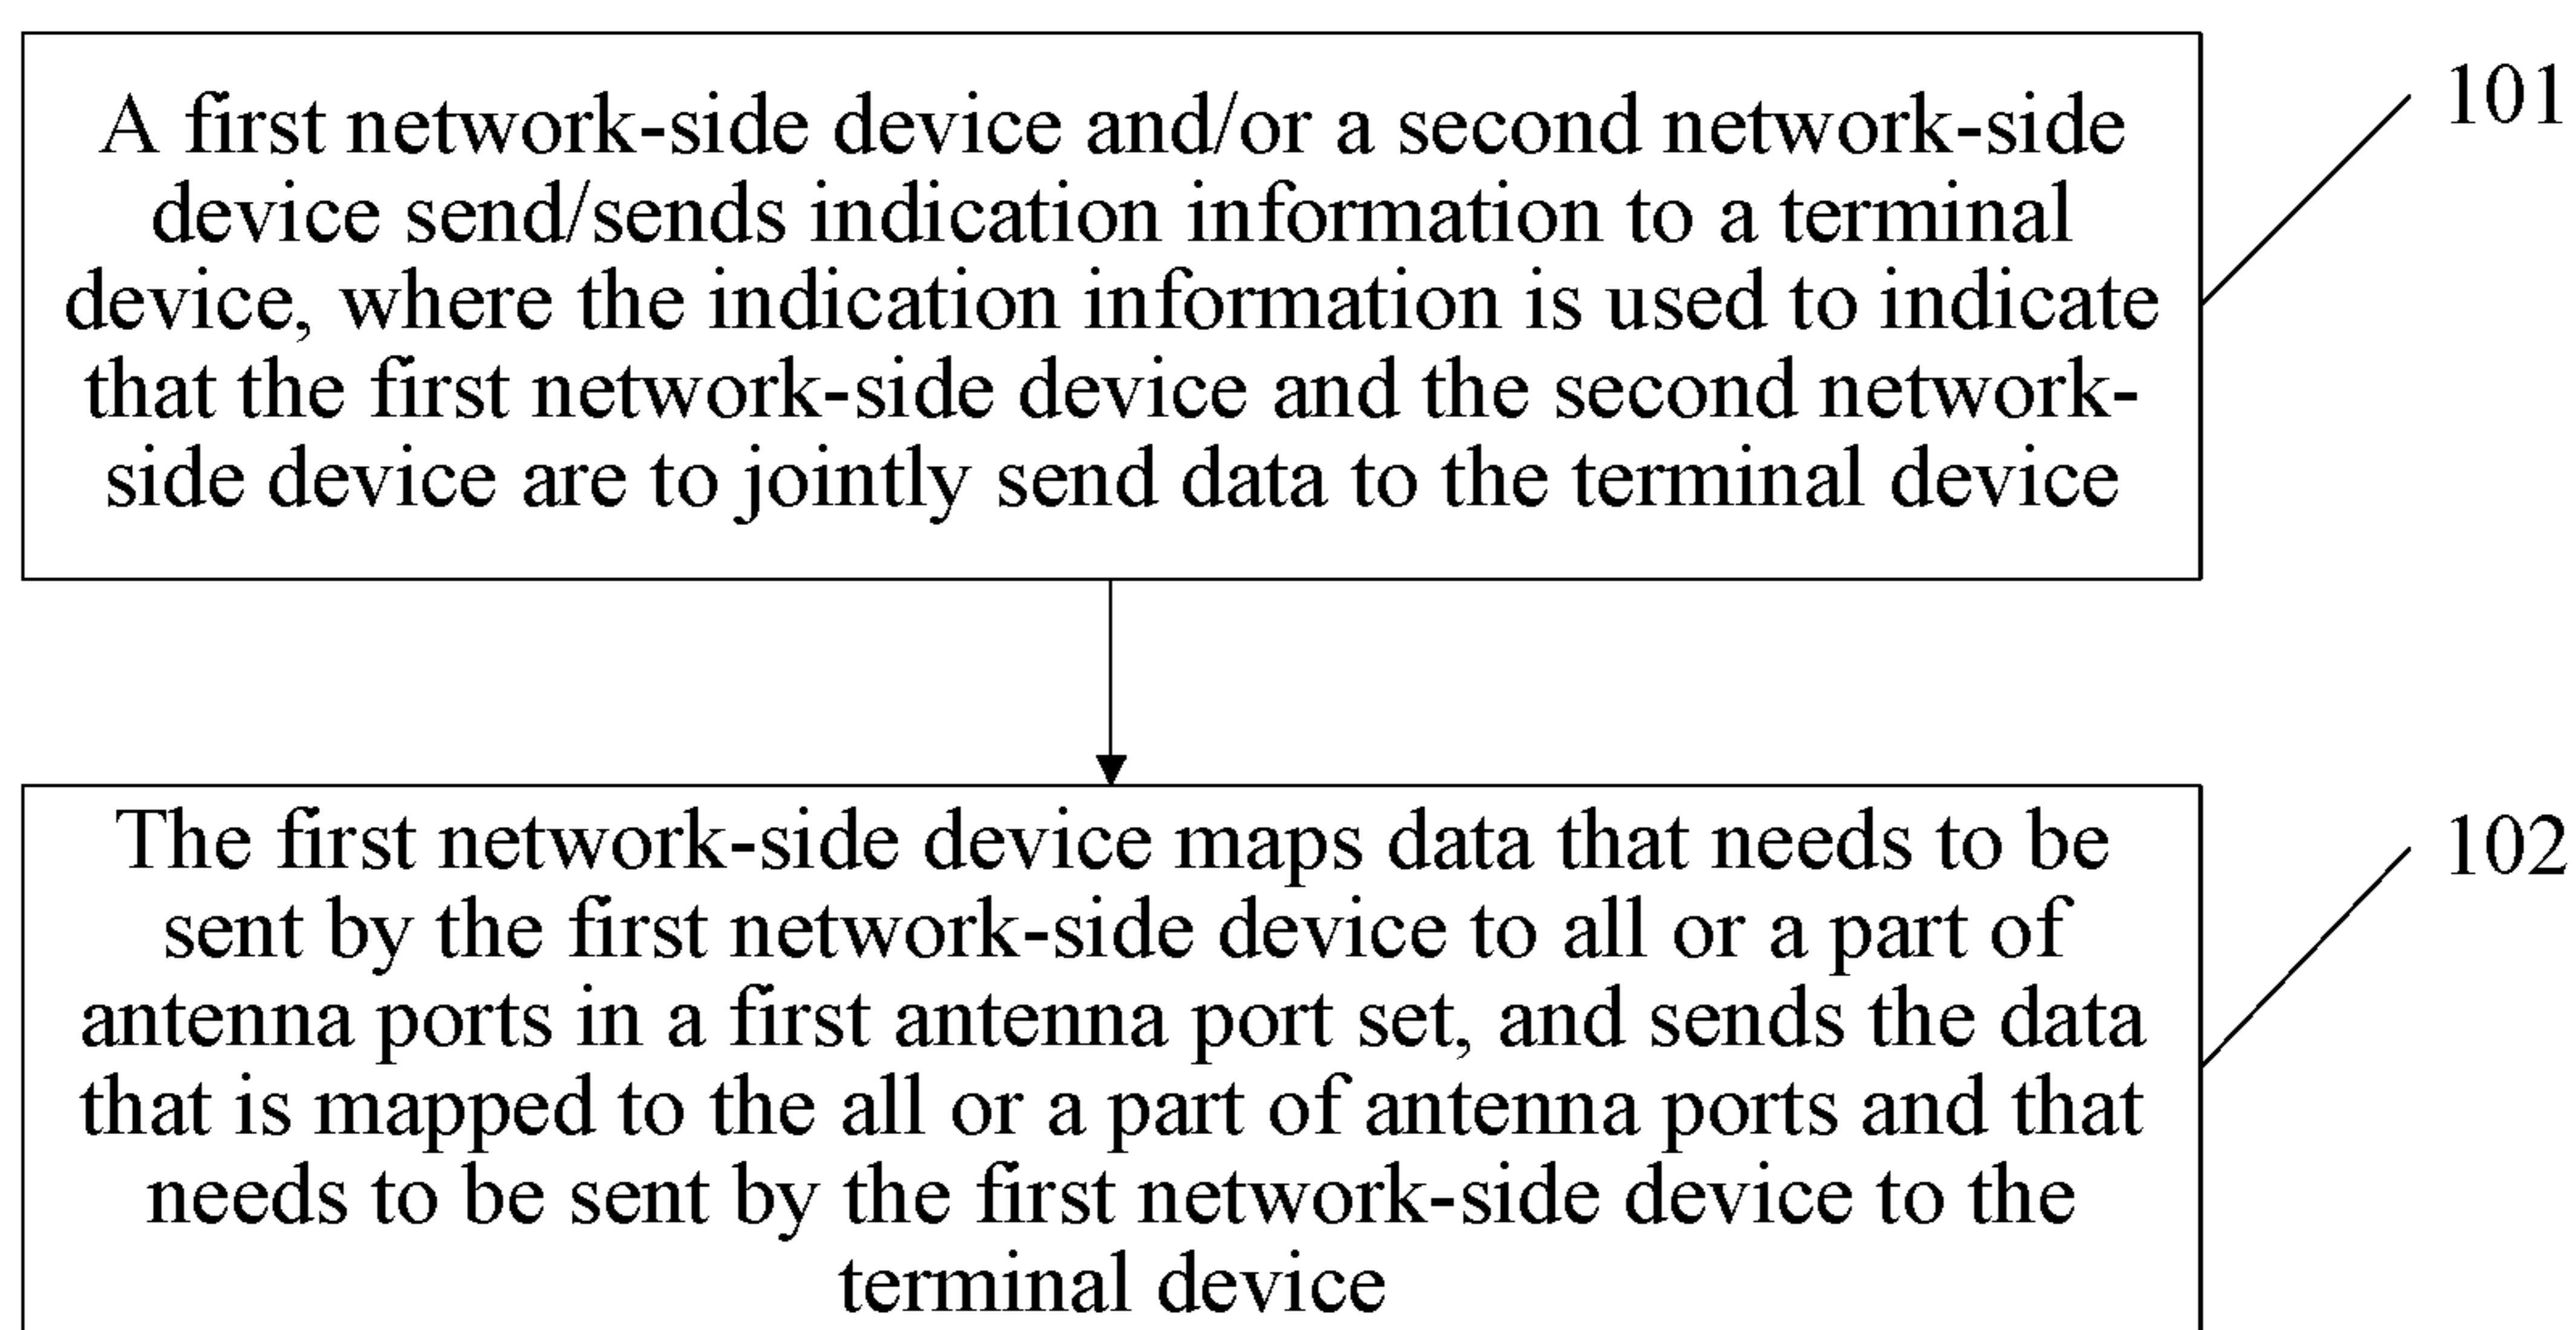 A first network-side device and/or a second network-side
device send/sends indication information to a terminal
device, where the indication information is used to indicate
that the first network-side device and the second network-
side device are to jointly send data to the terminal device
101
The first network-side device maps data that needs to be
sent by the first network-side device to all or a part of
antenna ports in a first antenna port set, and sends the data
that is mapped to the all or a part of antenna ports and that
needs to be sent by the first network-side device to the
terminal device
102